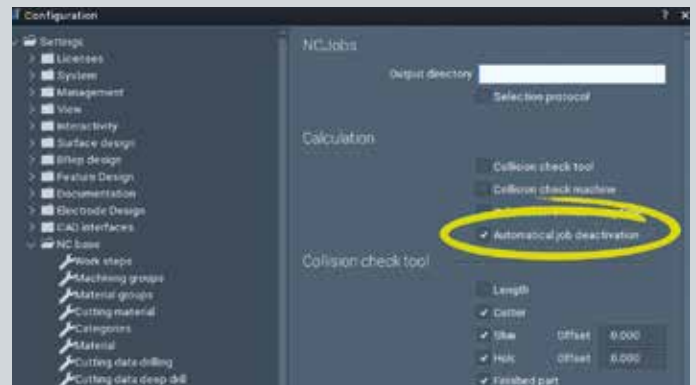 Configuration
Settings
Licenses
System
Management
View
Interactivity
Surface design
BRep design
Feature Design
Documentation
Electrode Design
CAD interfaces
NC base
Work steps
Machining groups
Material groups
Cutting material
Categories
Material
Cutting data drilling
Cutting data deep drill
NCJobs
Output directory
Selection protocol
Calculation
Collision check tool
Collision check machine
Automatical job deactivation
Collision check tool
Length
Cutter
Offset 0.000
Offset 0.000
Finished part